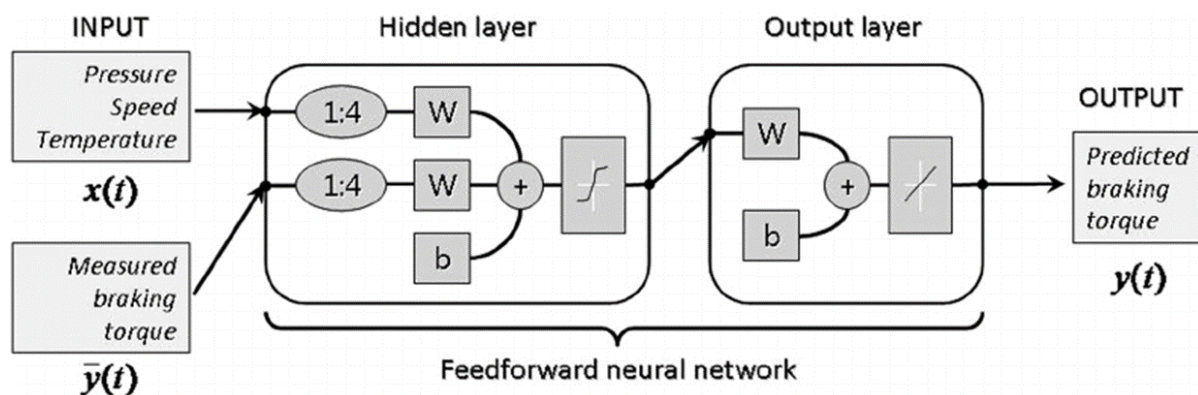 INPUT
Pressure
Speed
Temperature
x(t)
Measured
braking
torque
ȳ(t)
Hidden layer
1:4
W
1:4
W
+
b
Output layer
W
+
b
Feedforward neural network
OUTPUT
Predicted
braking
torque
y(t)